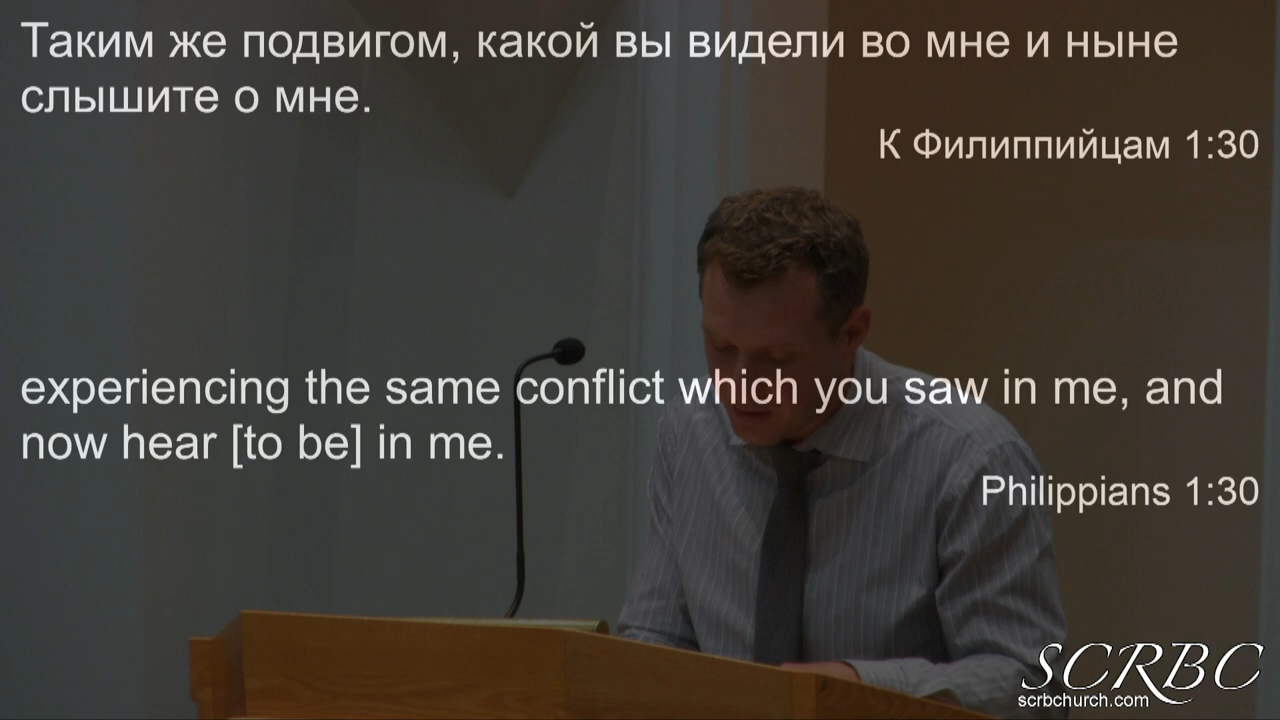 Таким же подвигом, какой вы видели во мне и ныне
слышите о мне.
К Филиппийцам 1:30
experiencing the same conflict which you saw in me, and
now hear [to be] in me.
Philippians 1:30
SCRBC
scrbchurch.com